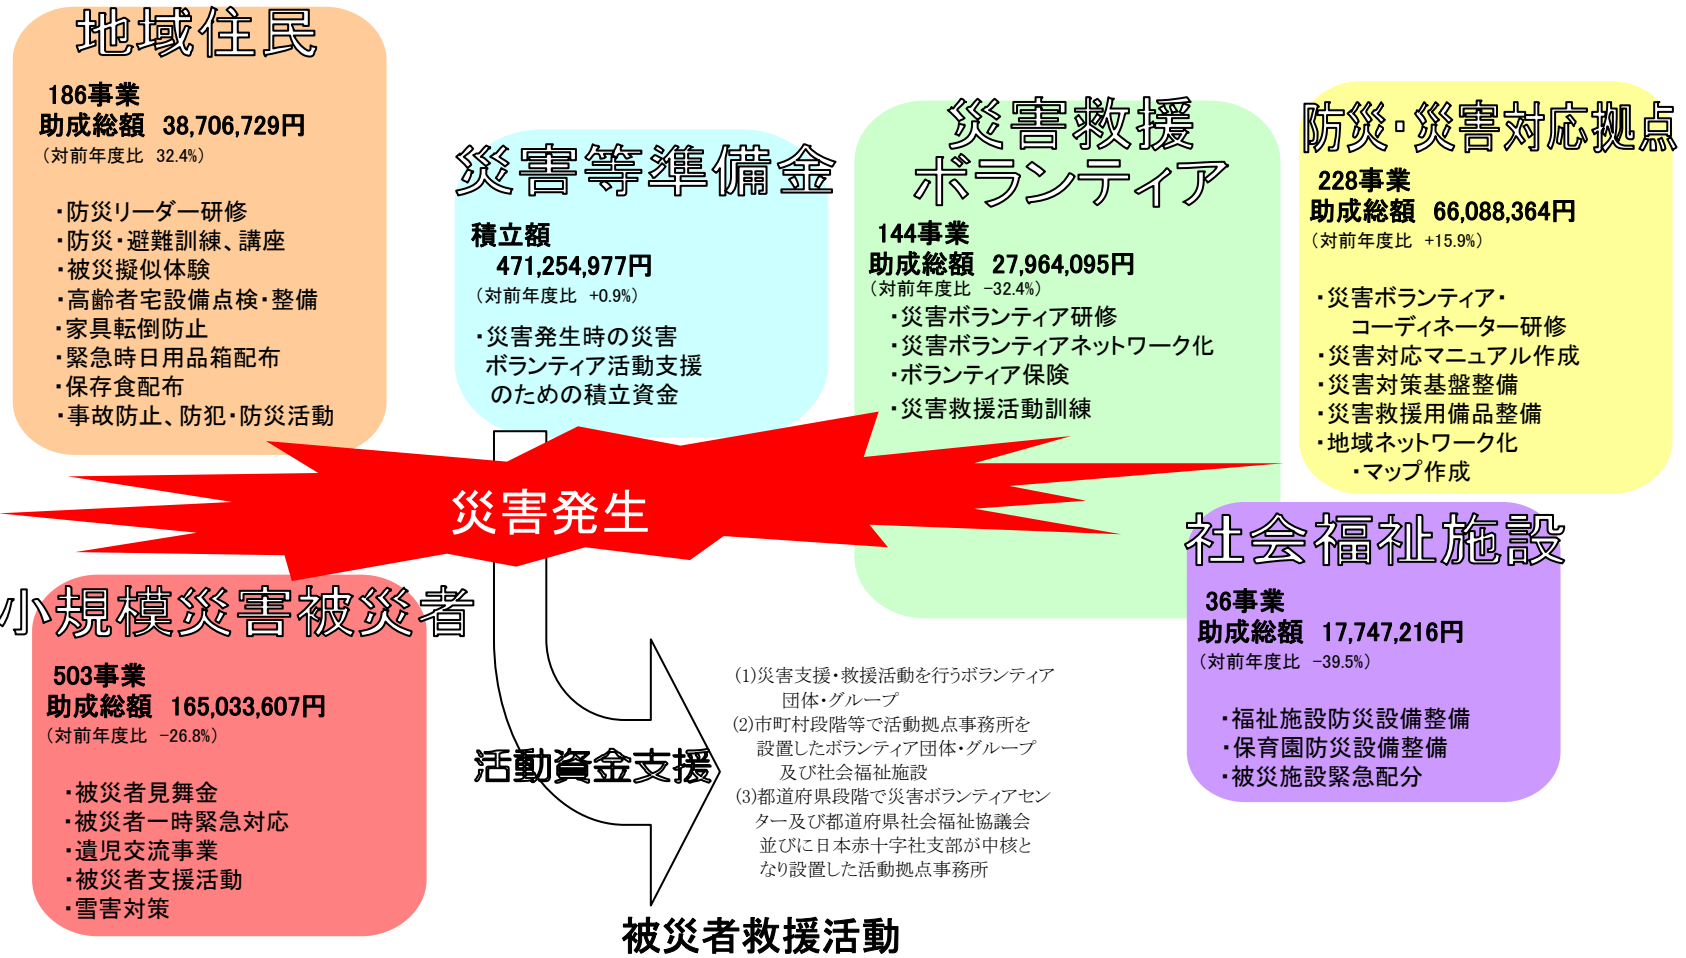 地域住民
186事業
助成総額 38,706,729円
（対前年度比 32.4%）
・防災リーダー研修
・防災・避難訓練、講座
・被災擬似体験
・高齢者宅設備点検・整備
・家具転倒防止
・緊急時日用品箱配布
・保存食配布
・事故防止、防犯・防災活動
災害等準備金
積立額
471,254,977円
（対前年度比 +0.9%）
・災害発生時の災害
ボランティア活動支援
のための積立資金
災害救援
ボランティア
144事業
助成総額 27,964,095円
（対前年度比 −32.4%）
・災害ボランティア研修
・災害ボランティアネットワーク化
・ボランティア保険
・災害救援活動訓練
防災・災害対応拠点
228事業
助成総額 66,088,364円
（対前年度比 +15.9%）
・災害ボランティア・
コーディネーター研修
・災害対応マニュアル作成
・災害対策基盤整備
・災害救援用備品整備
・地域ネットワーク化
・マップ作成
災害発生
小規模災害被災者
503事業
助成総額 165,033,607円
（対前年度比 −26.8%）
・被災者見舞金
・被災者一時緊急対応
・遺児交流事業
・被災者支援活動
・雪害対策
社会福祉施設
36事業
助成総額 17,747,216円
（対前年度比 −39.5%）
・福祉施設防災設備整備
・保育園防災設備整備
・被災施設緊急配分
活動資金支援
(1)災害支援・救援活動を行うボランティア
団体・グループ
(2)市町村段階等で活動拠点事務所を
設置したボランティア団体・グループ
及び社会福祉施設
(3)都道府県段階で災害ボランティアセン
ター及び都道府県社会福祉協議会
並びに日本赤十字社支部が中核と
なり設置した活動拠点事務所
被災者救援活動